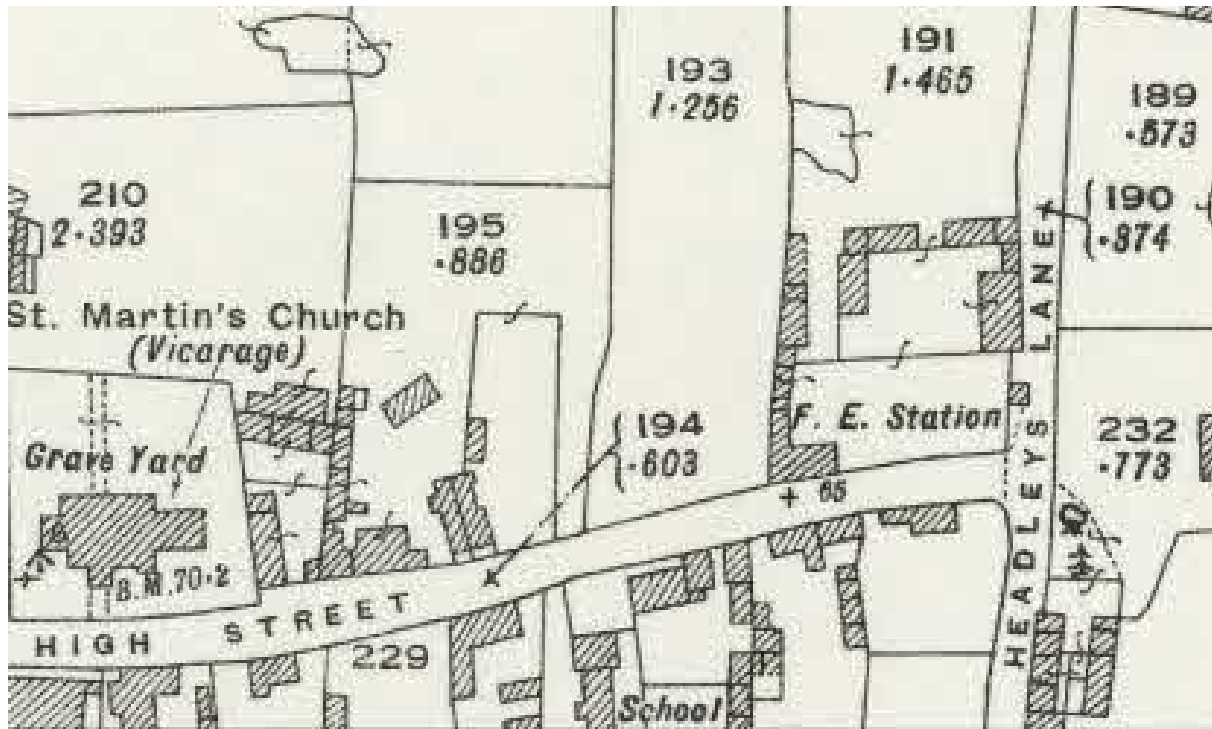 193
1·256
191
1·465
189
·573
210
2·393
195
·886
190
·874
St. Martin's Church
(Vicarage)
Grave Yard
194
·603
F. E. Station
232
·773
+ 65
B.M.70·2
HIGH STREET
HEADLEYS LANE
229
School